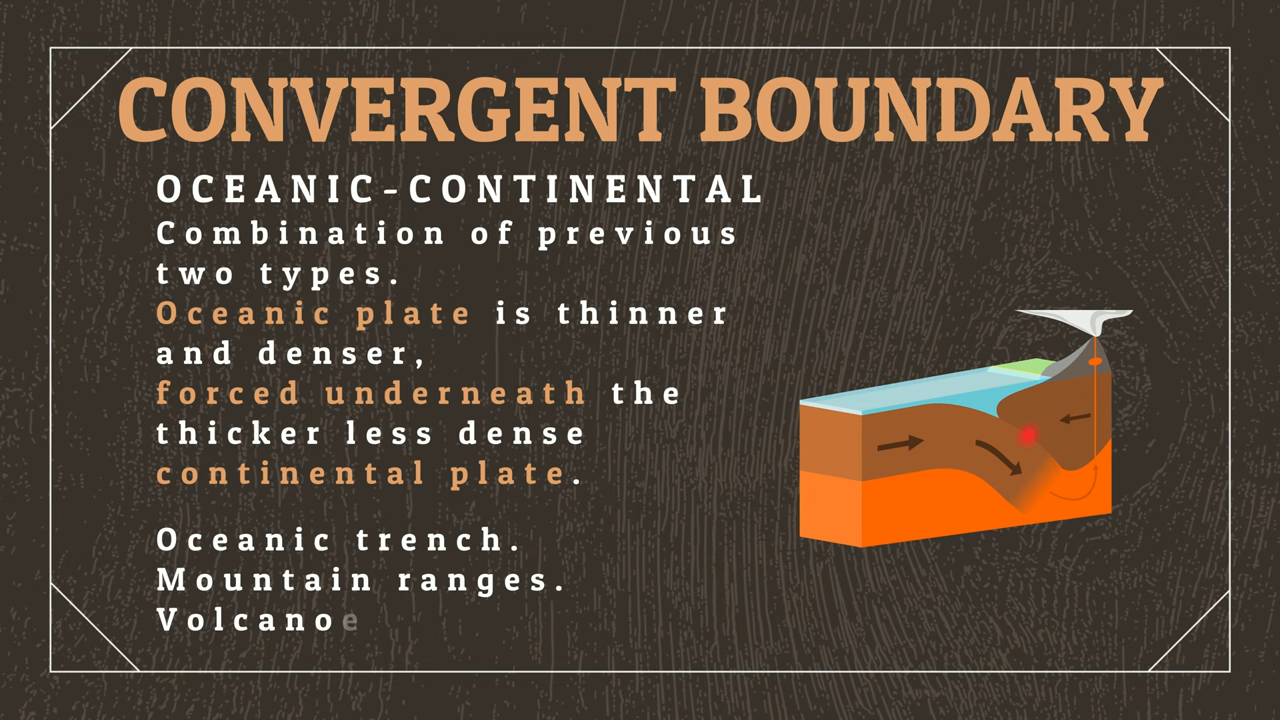 CONVERGENT BOUNDARY
OCEANIC-CONTINENTAL
Combination of previous
two types.
Oceanic plate is thinner
and denser,
forced underneath the
thicker less dense
continental plate.
Oceanic trench.
Mountain ranges.
Volcanoe